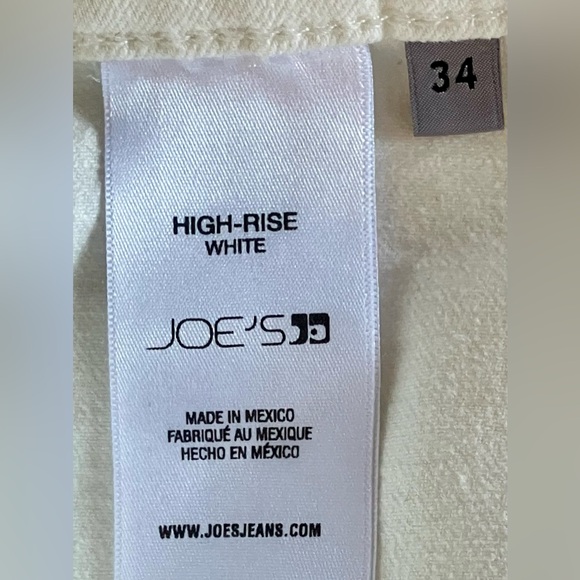 34
HIGH-RISE
WHITE
JOE'S
MADE IN MEXICO
FABRIQUÉ AU MEXIQUE
HECHO EN MÉXICO
WWW.JOESJEANS.COM